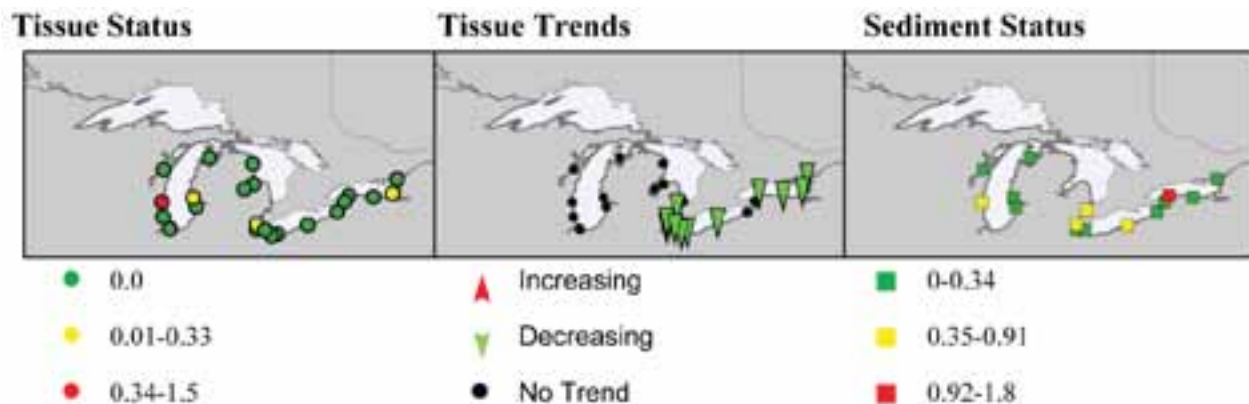 Tissue Status
Tissue Trends
Sediment Status
0.0
0.01-0.33
0.34-1.5
Increasing
Decreasing
No Trend
0-0.34
0.35-0.91
0.92-1.8